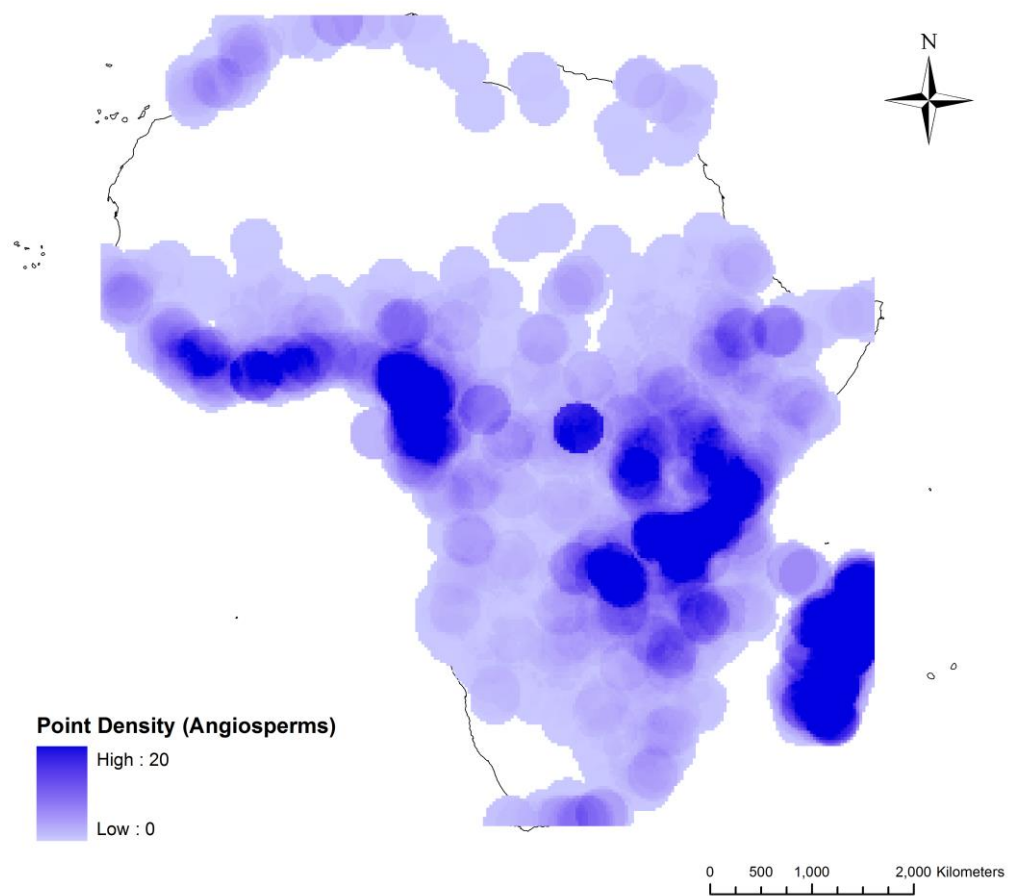 N
Point Density (Angiosperms)
High : 20
Low : 0
0 500 1,000 2,000 Kilometers